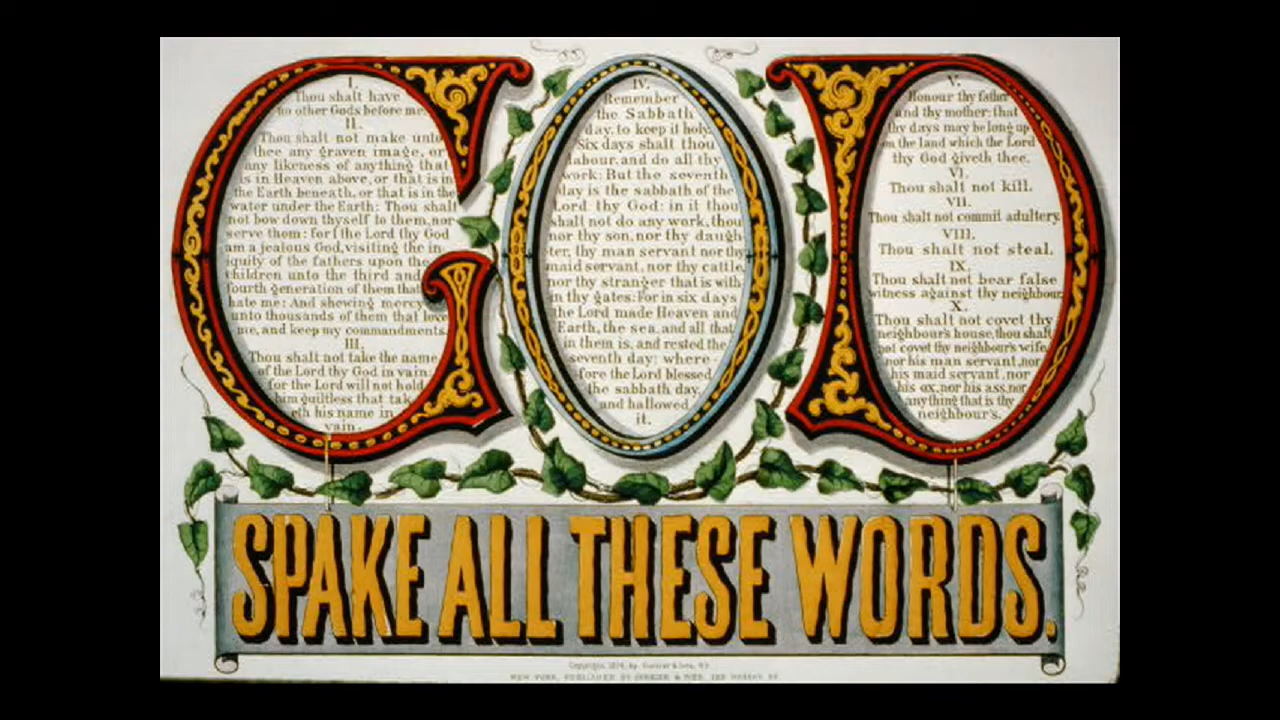 GOD
I.
Thou shalt have
no other Gods before me.
II.
Thou shalt not make unto
thee any graven image, or
any likeness of anything that
is in Heaven above, or that is in
the Earth beneath, or that is in the
water under the Earth: Thou shalt
not bow down thyself to them, nor
serve them: for I the Lord thy God
am a jealous God, visiting the in
iquity of the fathers upon the
children unto the third and
fourth generation of them that
hate me: And shewing mercy
unto thousands of them that love
me, and keep my commandments.
III.
Thou shalt not take the name
of the Lord thy God in vain:
for the Lord will not hold
him guiltless that tak
eth his name in
vain.
IV.
Remember
the Sabbath
day, to keep it holy.
Six days shalt thou
labour, and do all thy
work: But the seventh
day is the sabbath of the
Lord thy God: in it thou
shalt not do any work, thou
nor thy son, nor thy daugh
ter, thy man servant nor thy
maid servant, nor thy cattle,
nor thy stranger that is with
in thy gates: For in six days
the Lord made Heaven and
Earth, the sea, and all that
in them is, and rested the
seventh day: where-
fore the Lord blessed
the sabbath day,
and hallowed
it.
V.
Honour thy father
and thy mother: that
thy days may be long up
on the land which the Lord
thy God giveth thee.
VI.
Thou shalt not kill.
VII.
Thou shalt not commit adultery.
VIII.
Thou shalt not steal.
IX.
Thou shalt not bear false
witness against thy neighbour.
X.
Thou shalt not covet thy
neighbour's house, thou shalt
not covet thy neighbour's wife,
nor his man servant, nor
his maid servant, nor
his ox, nor his ass, nor
any thing that is thy
neighbour's.
SPAKE ALL THESE WORDS.
Copyright, by Currier & Ives, N.Y.
NEW YORK, PUBLISHED BY CURRIER & IVES,